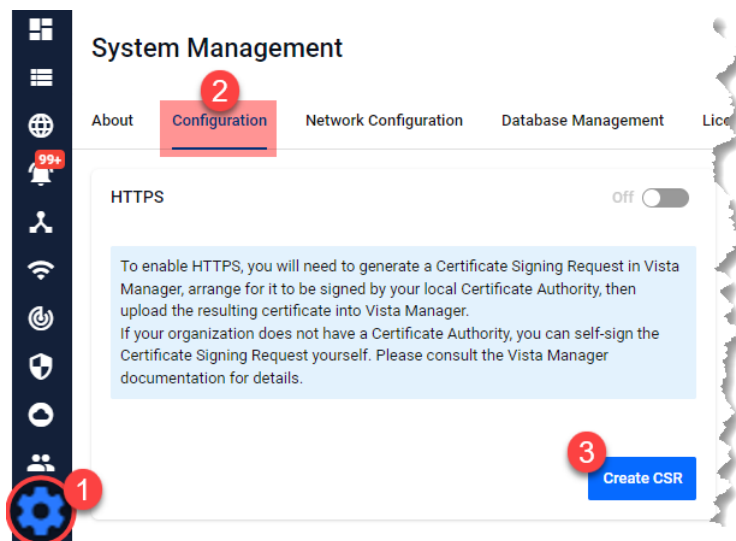 System Management
2
About Configuration Network Configuration Database Management Lice
99+
HTTPS Off
To enable HTTPS, you will need to generate a Certificate Signing Request in Vista
Manager, arrange for it to be signed by your local Certificate Authority, then
upload the resulting certificate into Vista Manager.
If your organization does not have a Certificate Authority, you can self-sign the
Certificate Signing Request yourself. Please consult the Vista Manager
documentation for details.
3
Create CSR
1